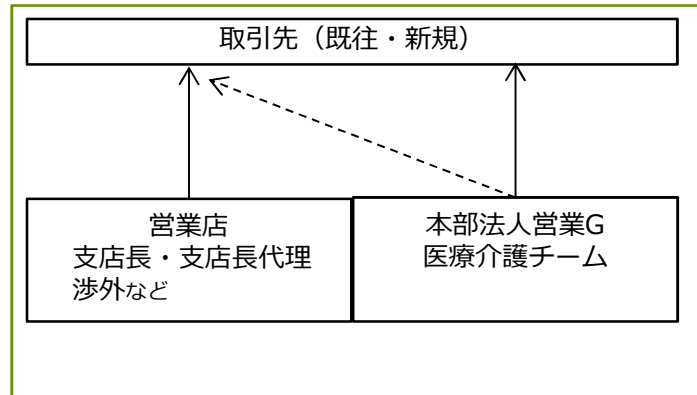 取引先（既往・新規）
営業店
支店長・支店長代理
渉外など
本部法人営業G
医療介護チーム